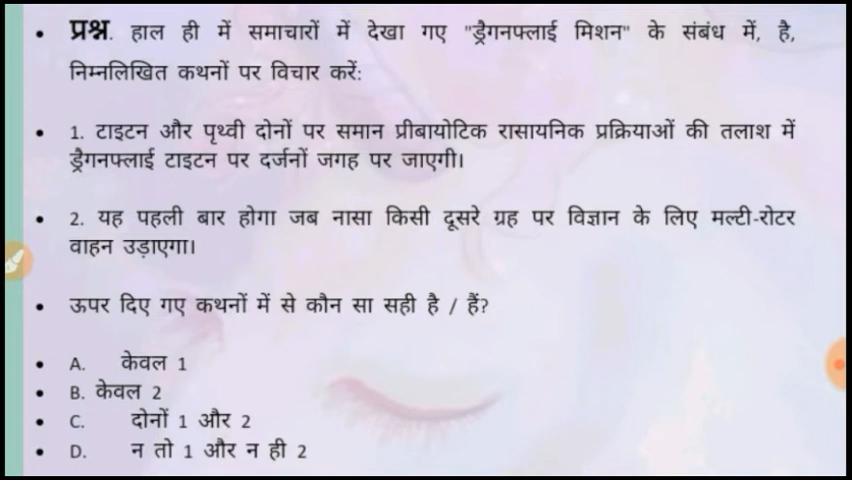 • प्रश्न. हाल ही में समाचारों में देखा गए "ड्रैगनफ्लाई मिशन" के संबंध में, है,
निम्नलिखित कथनों पर विचार करें:
• 1. टाइटन और पृथ्वी दोनों पर समान प्रीबायोटिक रासायनिक प्रक्रियाओं की तलाश में
ड्रैगनफ्लाई टाइटन पर दर्जनों जगह पर जाएगी।
• 2. यह पहली बार होगा जब नासा किसी दूसरे ग्रह पर विज्ञान के लिए मल्टी-रोटर
वाहन उड़ाएगा।
• ऊपर दिए गए कथनों में से कौन सा सही है / हैं?
• A. केवल 1
• B. केवल 2
• C. दोनों 1 और 2
• D. न तो 1 और न ही 2